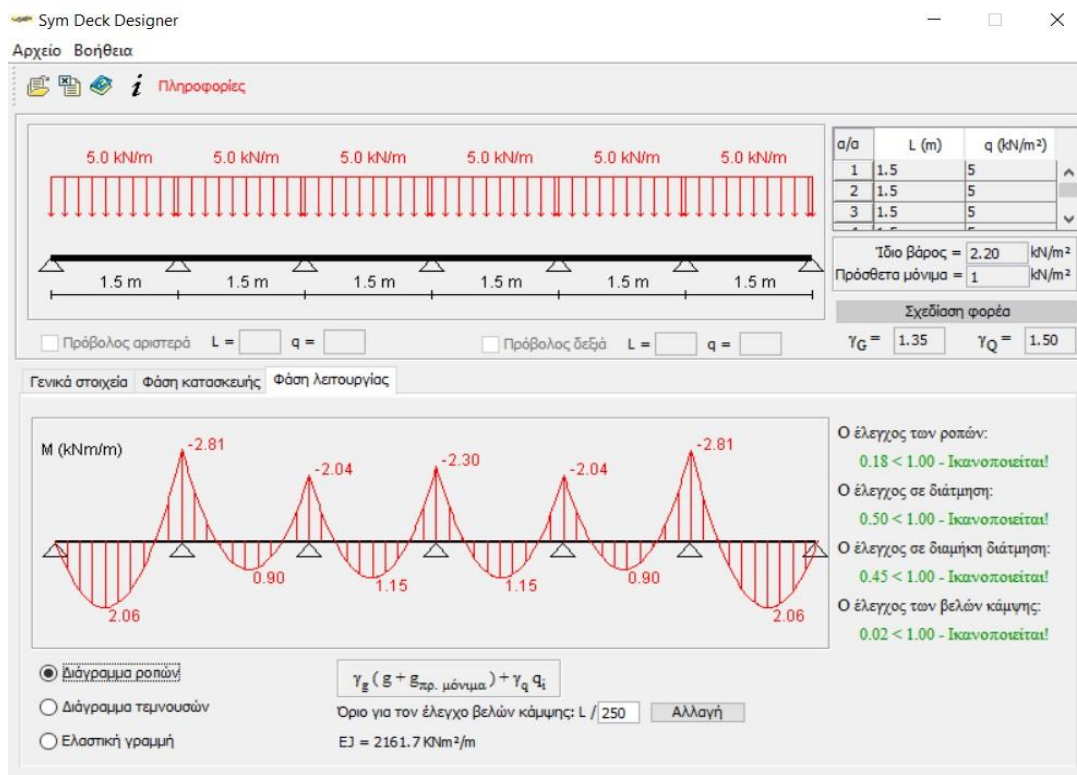 Sym Deck Designer
Αρχείο Βοήθεια
i Πληροφορίες
5.0 kN/m 5.0 kN/m 5.0 kN/m 5.0 kN/m 5.0 kN/m 5.0 kN/m
1.5 m 1.5 m 1.5 m 1.5 m 1.5 m 1.5 m
α/α L (m) q (kN/m²)
1 1.5 5
2 1.5 5
3 1.5 5
Ίδιο βάρος = 2.20 kN/m²
Πρόσθετα μόνιμα = 1 kN/m²
Σχεδίαση φορέα
Πρόβολος αριστερά L = q = Πρόβολος δεξιά L = q =
γG = 1.35 γQ = 1.50
Γενικά στοιχεία Φάση κατασκευής Φάση λειτουργίας
M (kNm/m)
-2.81 -2.04 -2.30 -2.04 -2.81
2.06 0.90 1.15 1.15 0.90 2.06
Ο έλεγχος των ροπών:
0.18 < 1.00 - Ικανοποιείται!
Ο έλεγχος σε διάτμηση:
0.50 < 1.00 - Ικανοποιείται!
Ο έλεγχος σε διαμήκη διάτμηση:
0.45 < 1.00 - Ικανοποιείται!
Ο έλεγχος των βελών κάμψης:
0.02 < 1.00 - Ικανοποιείται!
Διάγραμμα ροπών
Διάγραμμα τεμνουσών
Ελαστική γραμμή
γg ( g + gπρ. μόνιμα ) + γq qi
Όριο για τον έλεγχο βελών κάμψης: L / 250 Αλλαγή
EJ = 2161.7 KNm²/m